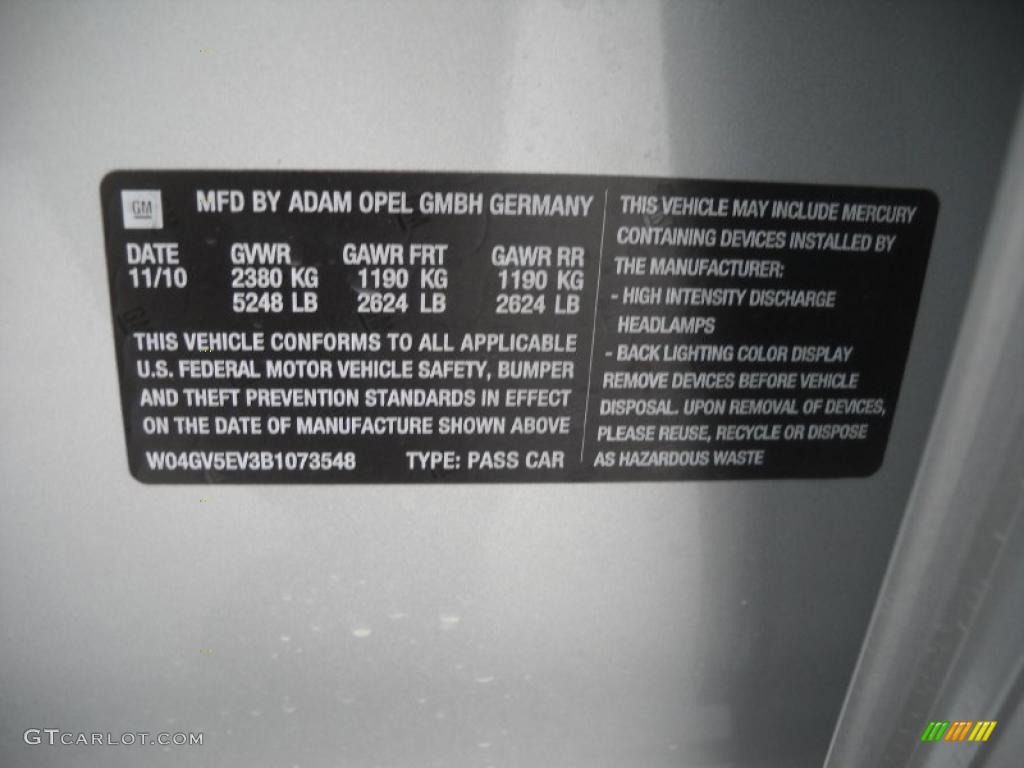 GM
MFD BY ADAM OPEL GMBH GERMANY
DATE GVWR GAWR FRT GAWR RR
11/10 2380 KG 1190 KG 1190 KG
5248 LB 2624 LB 2624 LB
THIS VEHICLE CONFORMS TO ALL APPLICABLE
U.S. FEDERAL MOTOR VEHICLE SAFETY, BUMPER
AND THEFT PREVENTION STANDARDS IN EFFECT
ON THE DATE OF MANUFACTURE SHOWN ABOVE
W04GV5EV3B1073548 TYPE: PASS CAR
THIS VEHICLE MAY INCLUDE MERCURY
CONTAINING DEVICES INSTALLED BY
THE MANUFACTURER:
- HIGH INTENSITY DISCHARGE
HEADLAMPS
- BACK LIGHTING COLOR DISPLAY
REMOVE DEVICES BEFORE VEHICLE
DISPOSAL. UPON REMOVAL OF DEVICES,
PLEASE REUSE, RECYCLE OR DISPOSE
AS HAZARDOUS WASTE
GTCARLOT.COM